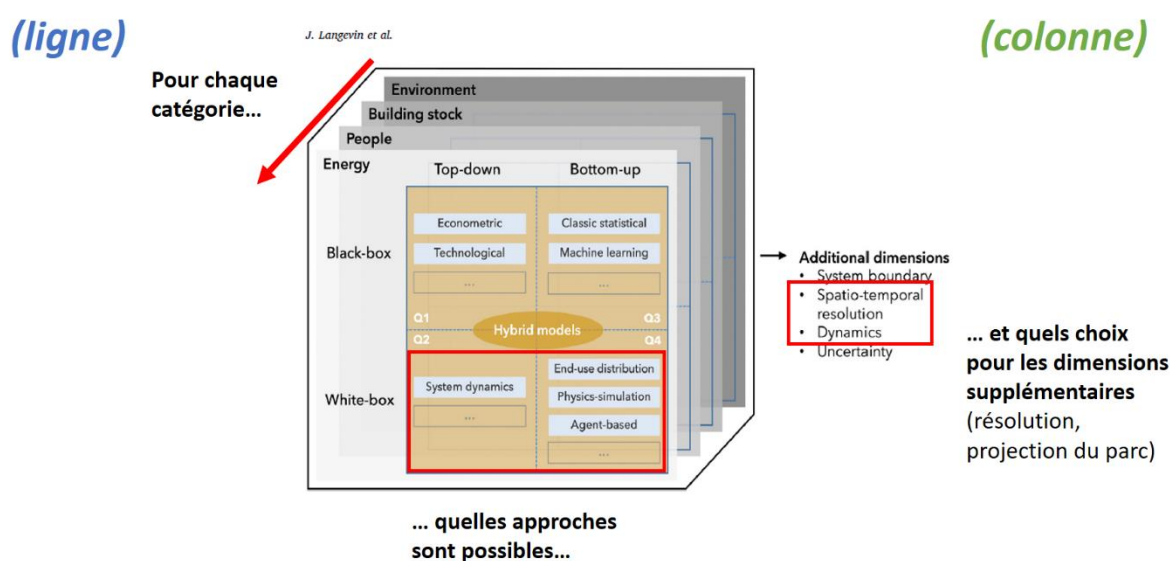 (ligne)
J. Langevin et al.
(colonne)
Pour chaque
catégorie…
Environment
Building stock
People
Energy
Top-down
Bottom-up
Black-box
Econometric
Classic statistical
Technological
Machine learning
...
...
Q1
Q3
Hybrid models
Q2
Q4
White-box
System dynamics
...
End-use distribution
Physics-simulation
Agent-based
...
Additional dimensions
• System boundary
• Spatio-temporal
resolution
• Dynamics
• Uncertainty
… et quels choix
pour les dimensions
supplémentaires
(résolution,
projection du parc)
… quelles approches
sont possibles…